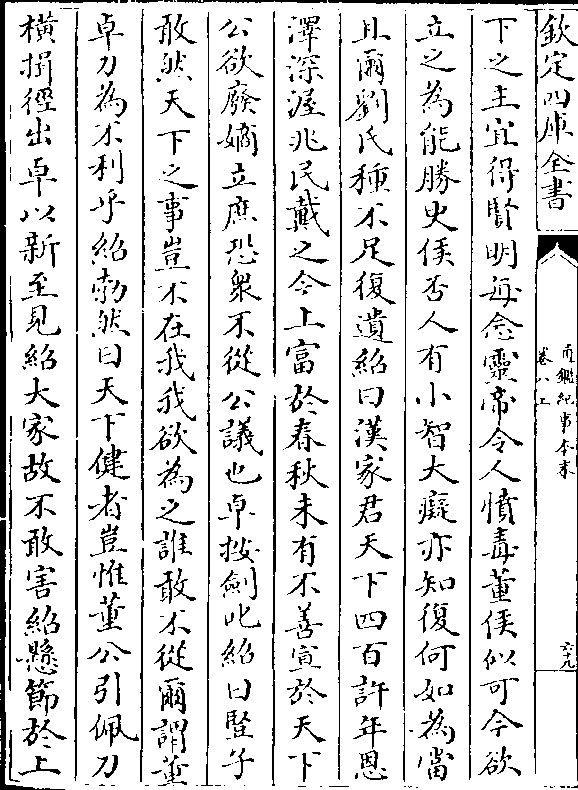 欽定四庫全書
通鑑紀事本末
卷八上
六十九
下之主宜得賢明每念靈帝令人憤毒董侯似可今欲
立之為能勝史侯否人有小智大癡亦知復何如為當
且爾劉氏種不足復遺紹曰漢家君天下四百許年恩
澤深渥兆民戴之今上富於春秋未有不善宣於天下
公欲廢嫡立庶恐衆不從公議也卓按劍叱紹曰豎子
敢然天下之事豈不在我我欲為之誰敢不從爾謂董
卓刀為不利乎紹勃然曰天下健者豈惟董公引佩刀
橫揖徑出卓以新至見紹大家故不敢害紹懸節於上